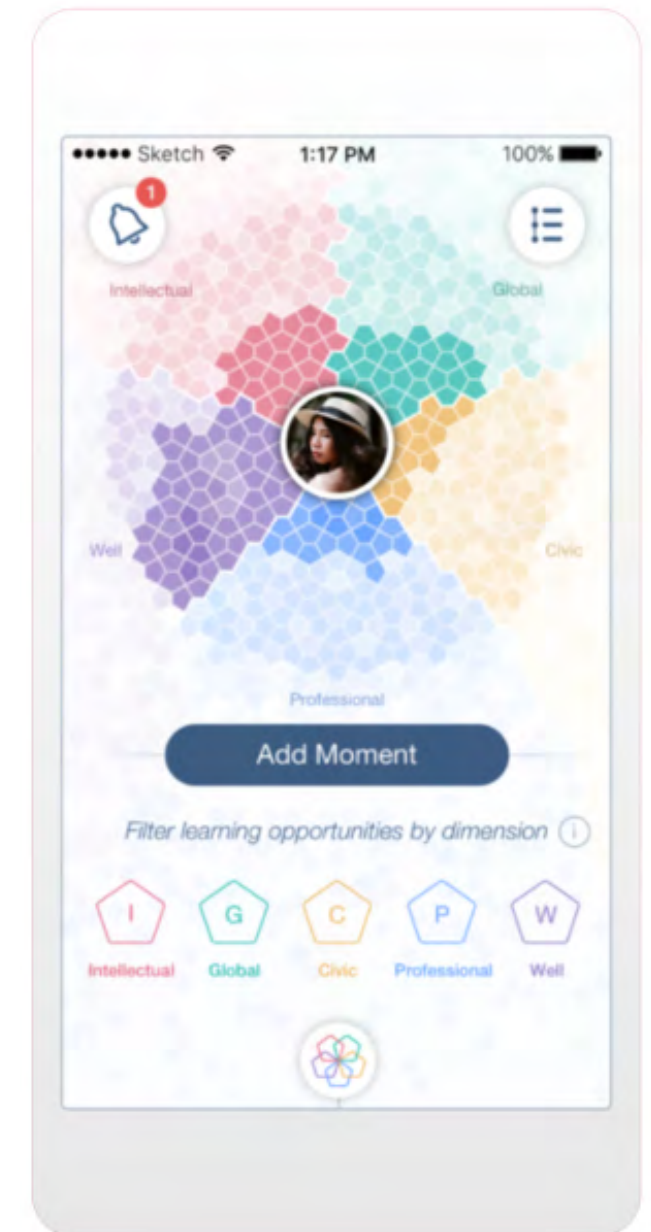 Sketch 1:17 PM 100%
1
Intellectual Global
Well Civic
Professional
Add Moment
Filter learning opportunities by dimension i
I G C P W
Intellectual Global Civic Professional Well